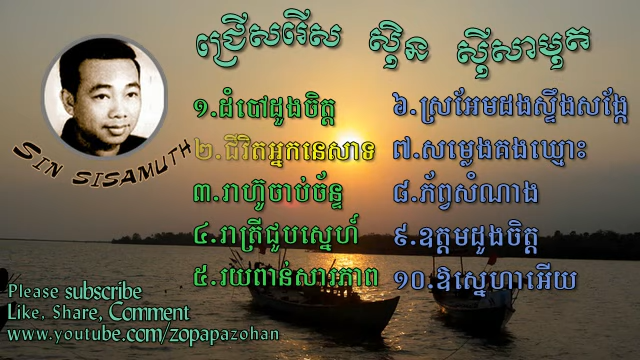 ជ្រើសរើស ស៊ិន ស៊ីសាមុត
SIN SISAMUTH
១.ដំបៅដួងចិត្ត
២.ជីវិតអ្នកនេសាទ
៣.រាហ៊ូចាប់ច័ន្ទ
៤.រាត្រីជួបស្នេហ៍
៥.រយពាន់សារភាព
៦.ស្រអែមដងស្ទឹងសង្កែ
៧.សម្លេងគងឃ្មោះ
៨.ភ័ព្វសំណាង
៩.ឧត្តមដួងចិត្ត
១០.ឱស្នេហាអើយ
Please subscribe
Like, Share, Comment
www.youtube.com/zopapazohan